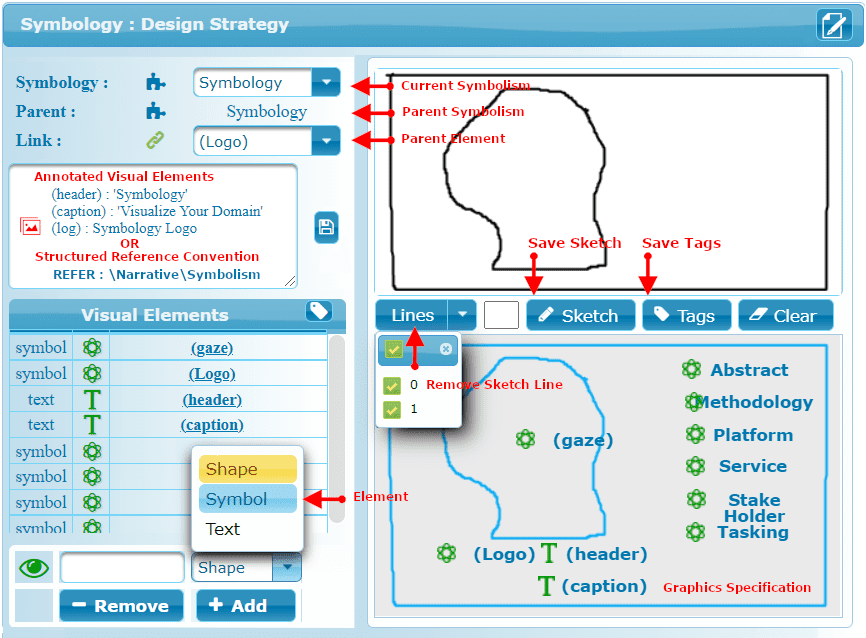 Symbology : Design Strategy
Symbology :
Symbology
Parent :
Symbology
Link :
(Logo)
Current Symbolism
Parent Symbolism
Parent Element
Annotated Visual Elements
(header) : 'Symbology'
(caption) : 'Visualize Your Domain'
(log) : Symbology Logo
OR
Structured Reference Convention
REFER : \Narrative\Symbolism
Save Sketch
Save Tags
Lines
Sketch
Tags
Clear
0
1
Remove Sketch Line
Visual Elements
symbol (gaze)
symbol (Logo)
text T (header)
text T (caption)
symbol
symbol
symbol
symbol
Shape
Symbol
Text
Element
Shape
Remove
Add
(gaze)
Abstract
Methodology
Platform
Service
Stake
Holder
Tasking
(Logo) T (header)
T (caption)
Graphics Specification